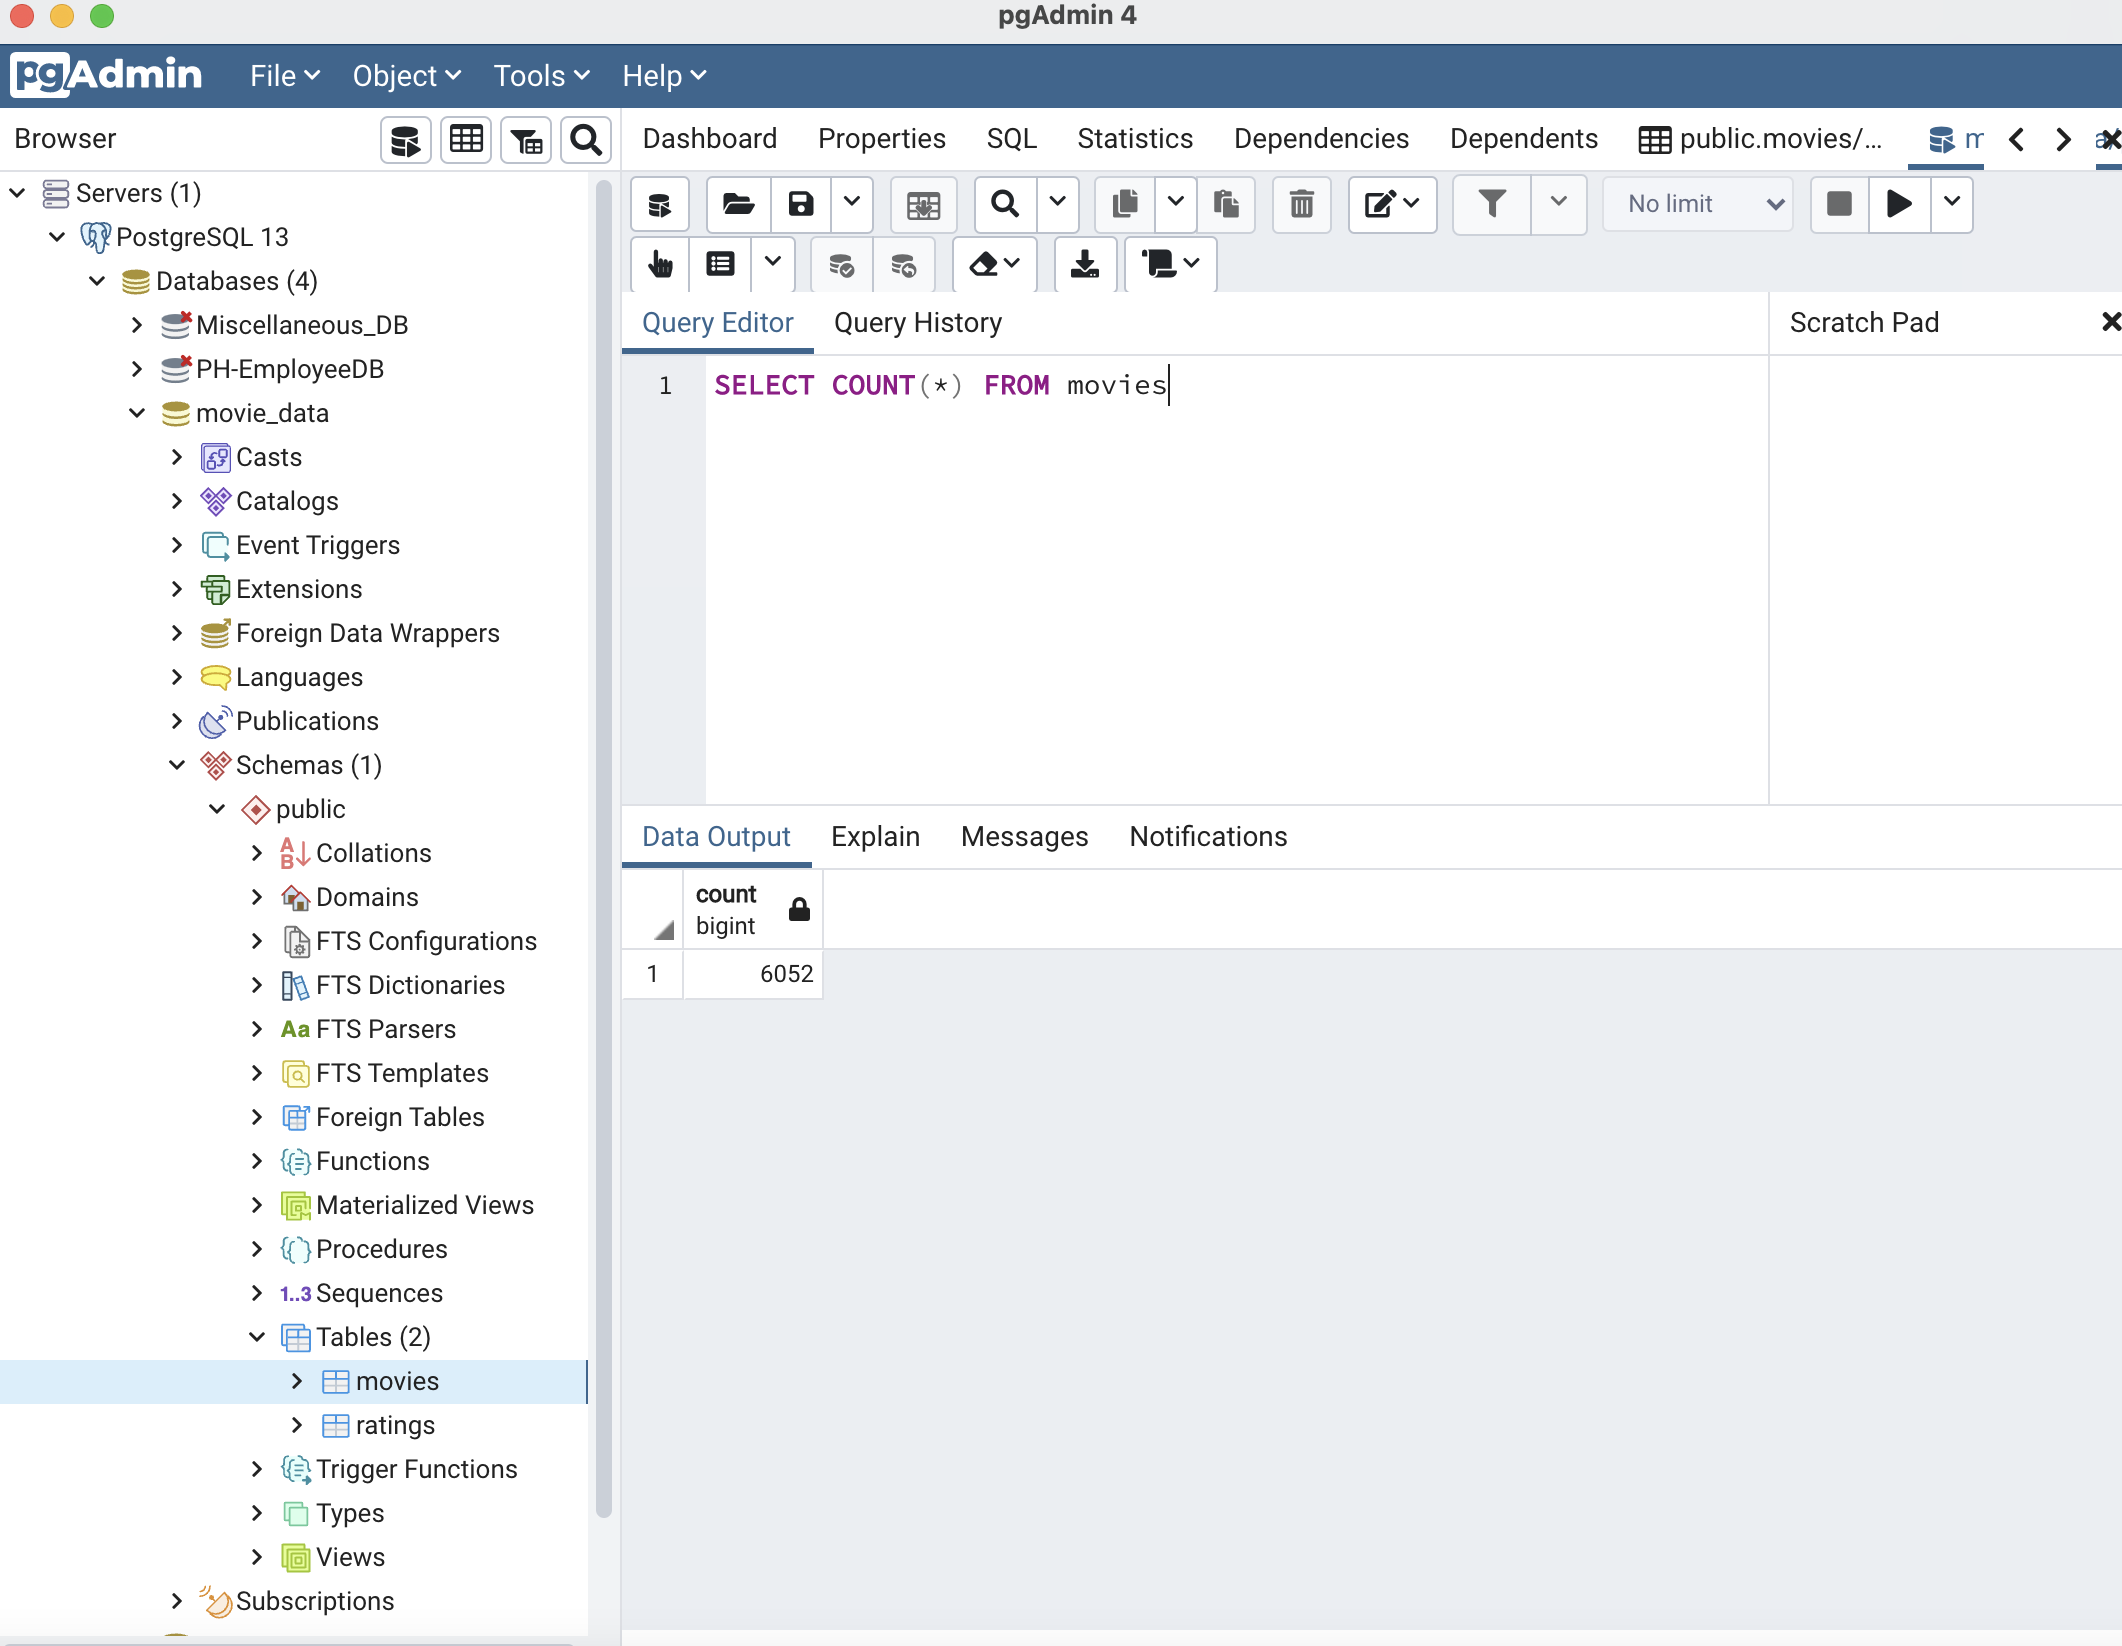 pgAdmin 4
pgAdmin File Object Tools Help
Browser
Dashboard Properties SQL Statistics Dependencies Dependents public.movies/... m
No limit
Servers (1)
PostgreSQL 13
Databases (4)
Miscellaneous_DB
PH-EmployeeDB
movie_data
Casts
Catalogs
Event Triggers
Extensions
Foreign Data Wrappers
Languages
Publications
Schemas (1)
public
Collations
Domains
FTS Configurations
FTS Dictionaries
Aa FTS Parsers
FTS Templates
Foreign Tables
Functions
Materialized Views
Procedures
1..3 Sequences
Tables (2)
movies
ratings
Trigger Functions
Types
Views
Subscriptions
Query Editor Query History
Scratch Pad
1 SELECT COUNT(*) FROM movies
Data Output Explain Messages Notifications
count
bigint
1 6052